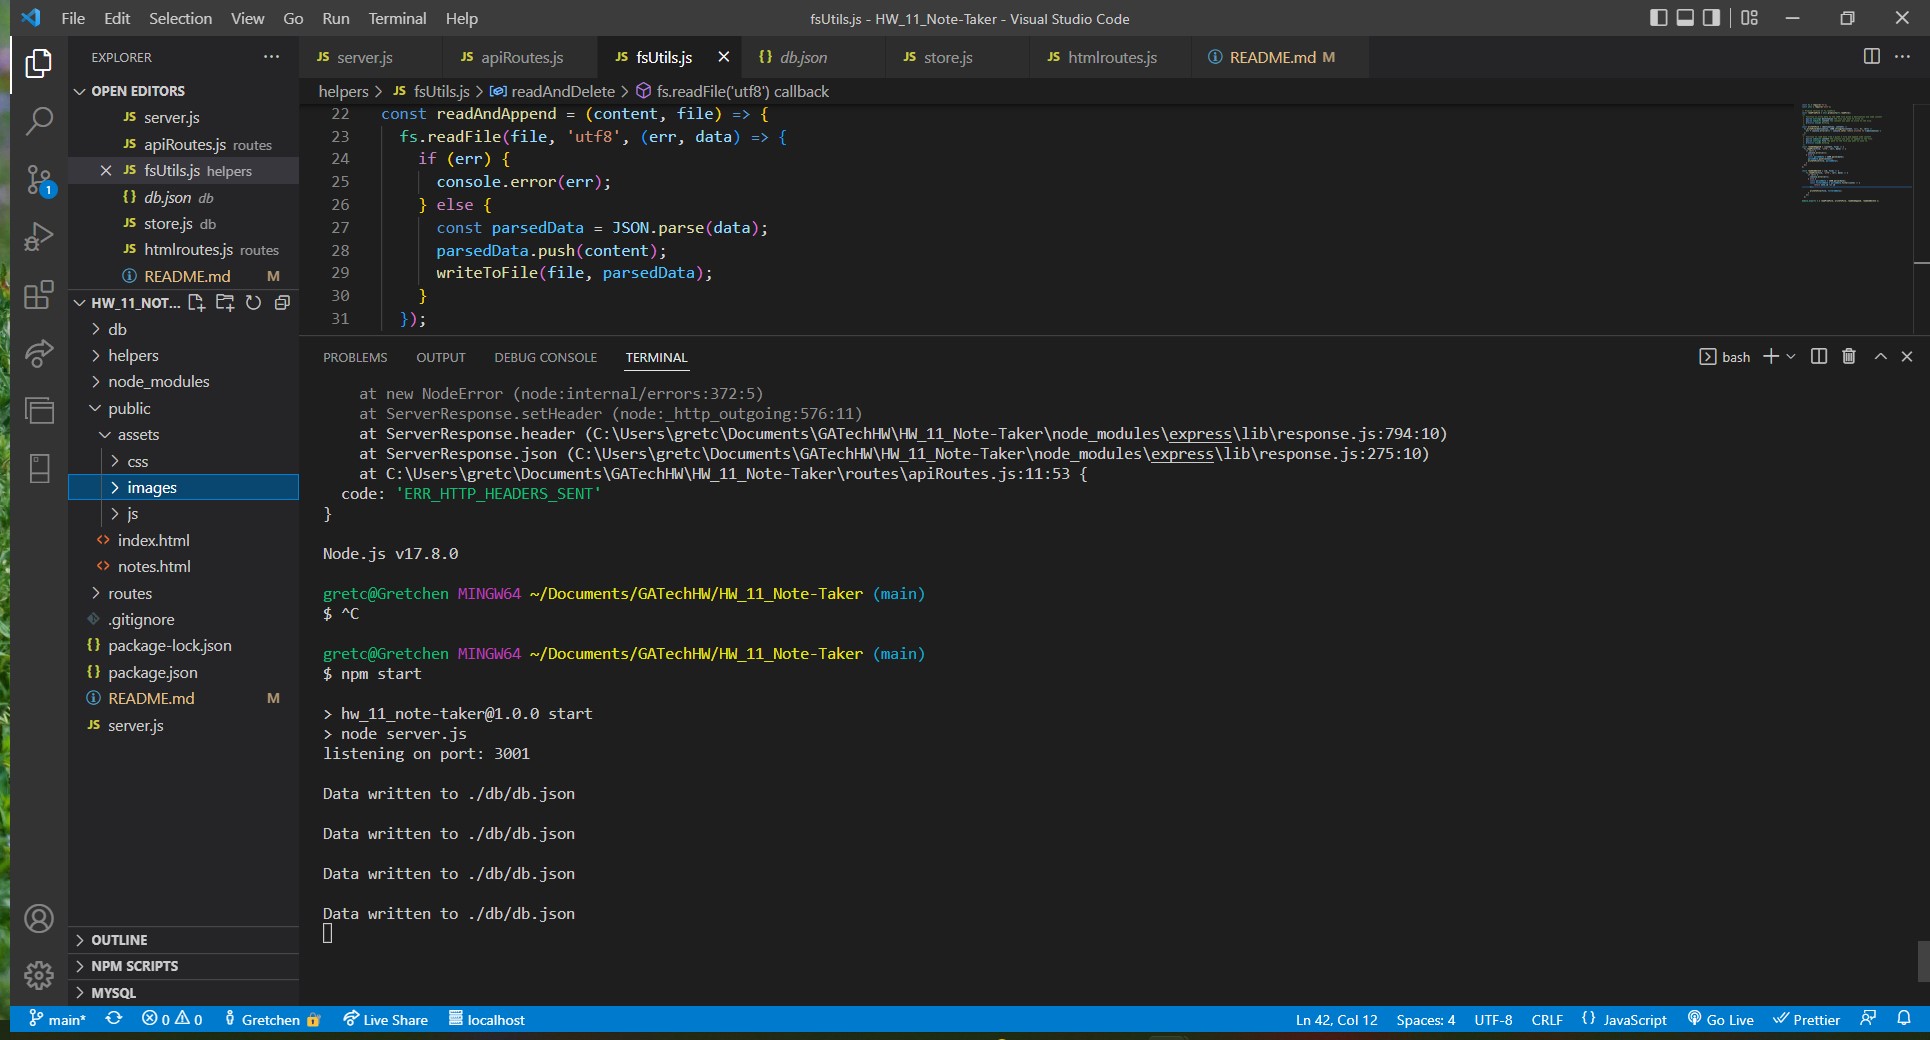 File Edit Selection View Go Run Terminal Help
fsUtils.js - HW_11_Note-Taker - Visual Studio Code
EXPLORER
JS server.js
JS apiRoutes.js
JS fsUtils.js
{} db.json
JS store.js
JS htmlroutes.js
README.md M
OPEN EDITORS
JS server.js
JS apiRoutes.js routes
JS fsUtils.js helpers
{} db.json db
JS store.js db
JS htmlroutes.js routes
README.md M
HW_11_NOT...
db
helpers
node_modules
public
assets
css
images
js
<> index.html
<> notes.html
routes
.gitignore
{} package-lock.json
{} package.json
README.md M
JS server.js
OUTLINE
NPM SCRIPTS
MYSQL
1
helpers > JS fsUtils.js > readAndDelete > fs.readFile('utf8') callback
22 const readAndAppend = (content, file) => {
23 fs.readFile(file, 'utf8', (err, data) => {
24 if (err) {
25 console.error(err);
26 } else {
27 const parsedData = JSON.parse(data);
28 parsedData.push(content);
29 writeToFile(file, parsedData);
30 }
31 });
PROBLEMS OUTPUT DEBUG CONSOLE TERMINAL
bash
at new NodeError (node:internal/errors:372:5)
at ServerResponse.setHeader (node:_http_outgoing:576:11)
at ServerResponse.header (C:\Users\gretc\Documents\GATechHW\HW_11_Note-Taker\node_modules\express\lib\response.js:794:10)
at ServerResponse.json (C:\Users\gretc\Documents\GATechHW\HW_11_Note-Taker\node_modules\express\lib\response.js:275:10)
at C:\Users\gretc\Documents\GATechHW\HW_11_Note-Taker\routes\apiRoutes.js:11:53 {
code: 'ERR_HTTP_HEADERS_SENT'
}
Node.js v17.8.0
gretc@Gretchen MINGW64 ~/Documents/GATechHW/HW_11_Note-Taker (main)
$ ^C
gretc@Gretchen MINGW64 ~/Documents/GATechHW/HW_11_Note-Taker (main)
$ npm start
> hw_11_note-taker@1.0.0 start
> node server.js
listening on port: 3001
Data written to ./db/db.json
Data written to ./db/db.json
Data written to ./db/db.json
Data written to ./db/db.json
main* 0 0 Gretchen Live Share localhost
Ln 42, Col 12 Spaces: 4 UTF-8 CRLF {} JavaScript Go Live Prettier